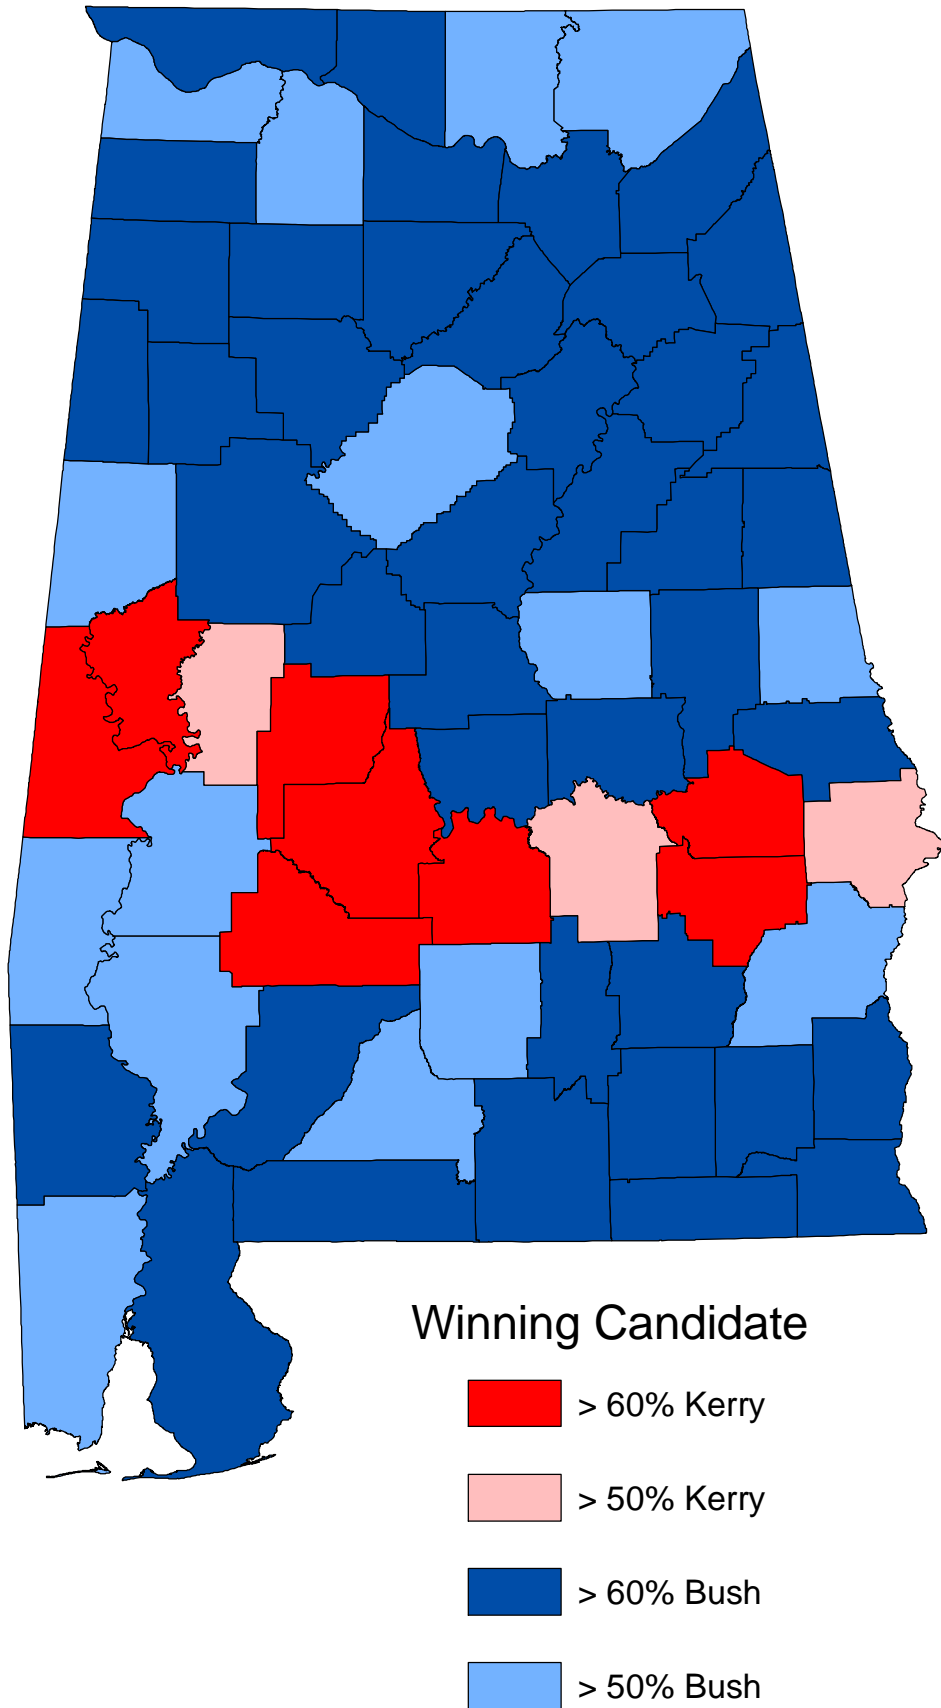 Winning Candidate
> 60% Kerry
> 50% Kerry
> 60% Bush
> 50% Bush